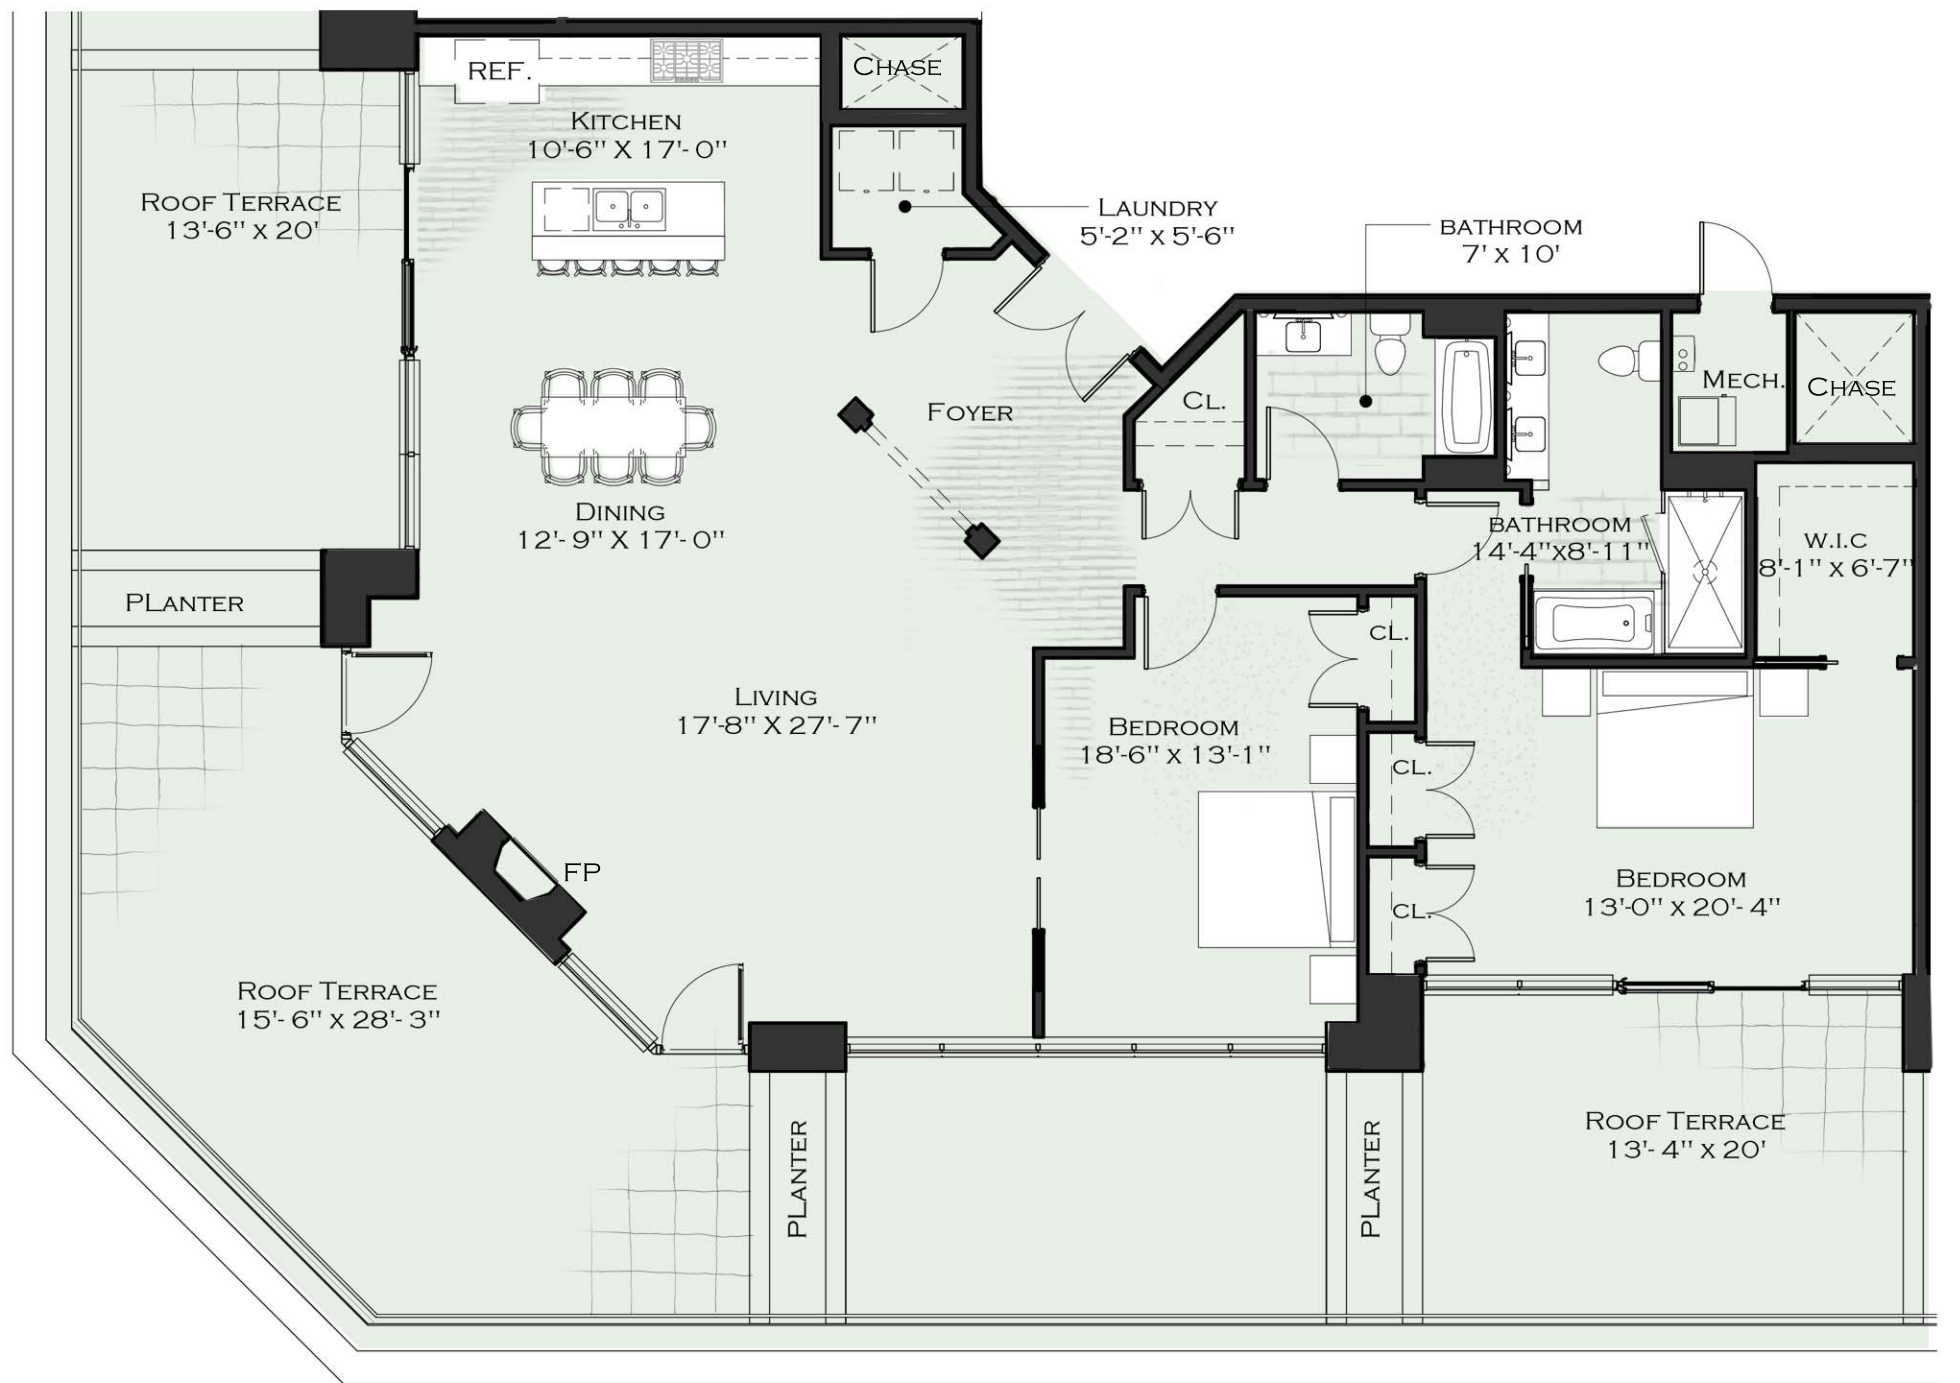 REF.
CHASE
KITCHEN
10'-6" X 17'-0"
ROOF TERRACE
13'-6" X 20'
LAUNDRY
5'-2" X 5'-6"
BATHROOM
7' X 10'
MECH.
CHASE
CL.
FOYER
DINING
12'-9" X 17'-0"
BATHROOM
14'-4"X8'-11"
W.I.C
8'-1" X 6'-7"
PLANTER
CL.
LIVING
17'-8" X 27'-7"
BEDROOM
18'-6" X 13'-1"
CL.
FP
BEDROOM
13'-0" X 20'-4"
CL.
ROOF TERRACE
15'-6" X 28'-3"
PLANTER
PLANTER
ROOF TERRACE
13'-4" X 20'